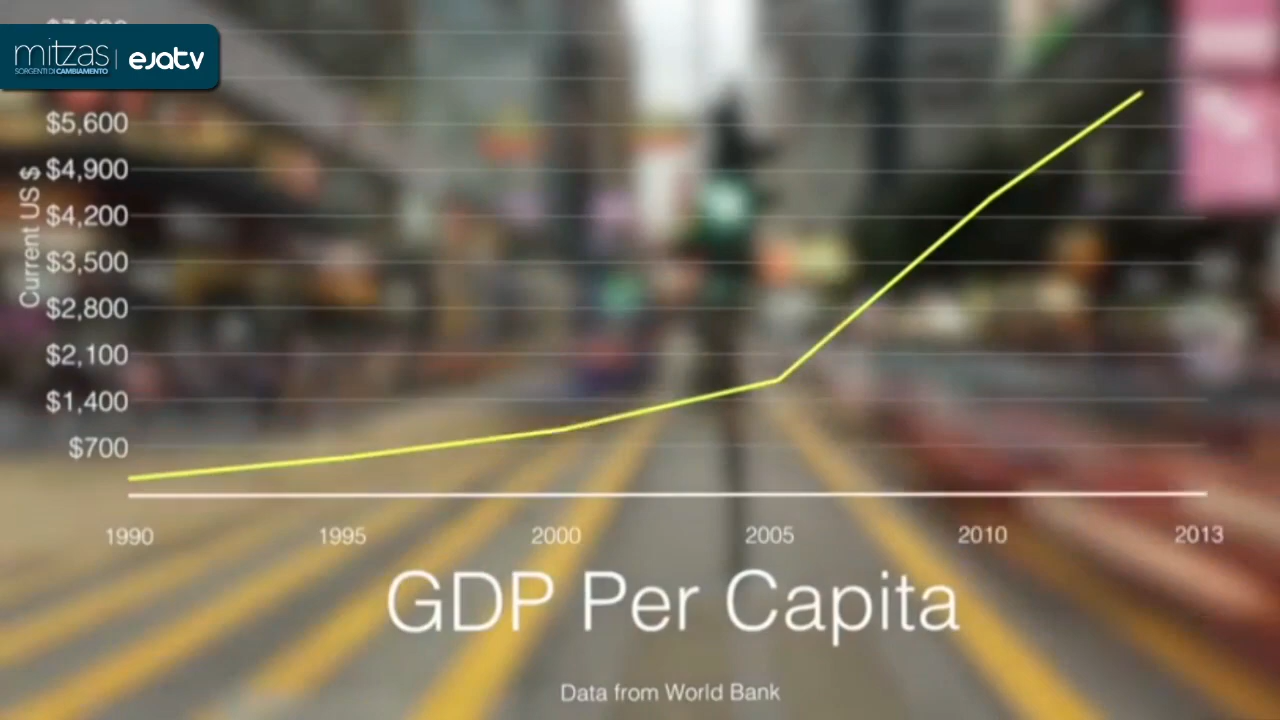 mitzas
SORGENTI DI CAMBIAMENTO
ejatv
$5,600
$4,900
$4,200
$3,500
$2,800
$2,100
$1,400
$700
Current US $
1990 1995 2000 2005 2010 2013
GDP Per Capita
Data from World Bank